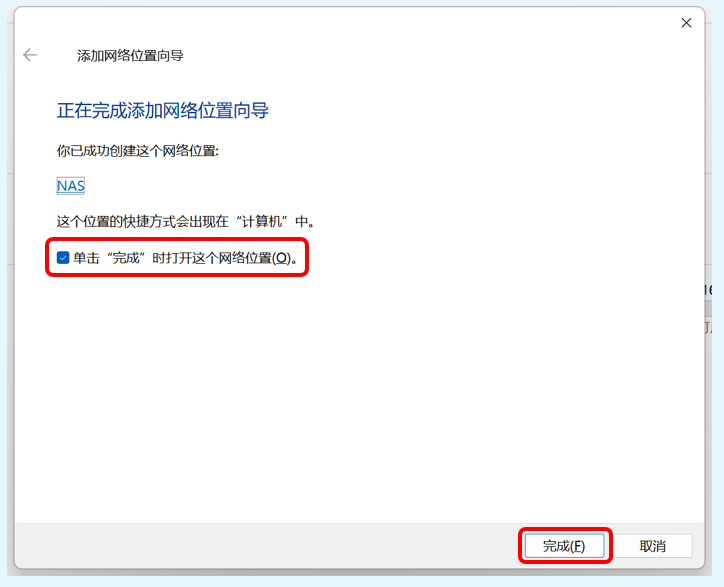 添加网络位置向导
正在完成添加网络位置向导
你已成功创建这个网络位置:
NAS
这个位置的快捷方式会出现在“计算机”中。
单击“完成”时打开这个网络位置(O)。
完成(F)
取消